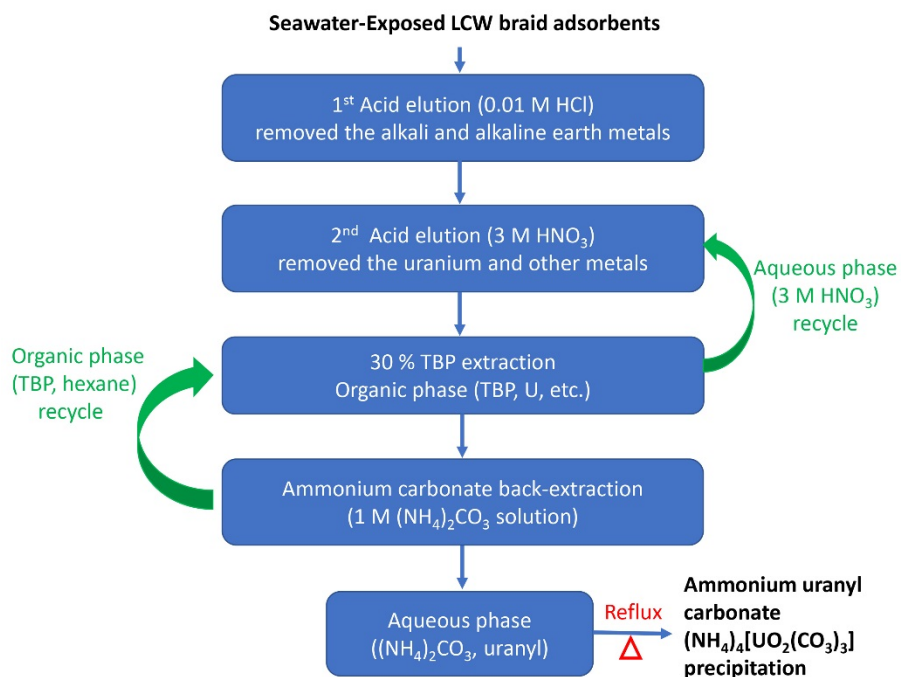 Seawater-Exposed LCW braid adsorbents
1st Acid elution (0.01 M HCl)
removed the alkali and alkaline earth metals
2nd Acid elution (3 M HNO3)
removed the uranium and other metals
Aqueous phase
(3 M HNO3)
recycle
Organic phase
(TBP, hexane)
recycle
30 % TBP extraction
Organic phase (TBP, U, etc.)
Ammonium carbonate back-extraction
(1 M (NH4)2CO3 solution)
Aqueous phase
((NH4)2CO3, uranyl)
Reflux
Δ
Ammonium uranyl
carbonate
(NH4)4[UO2(CO3)3]
precipitation